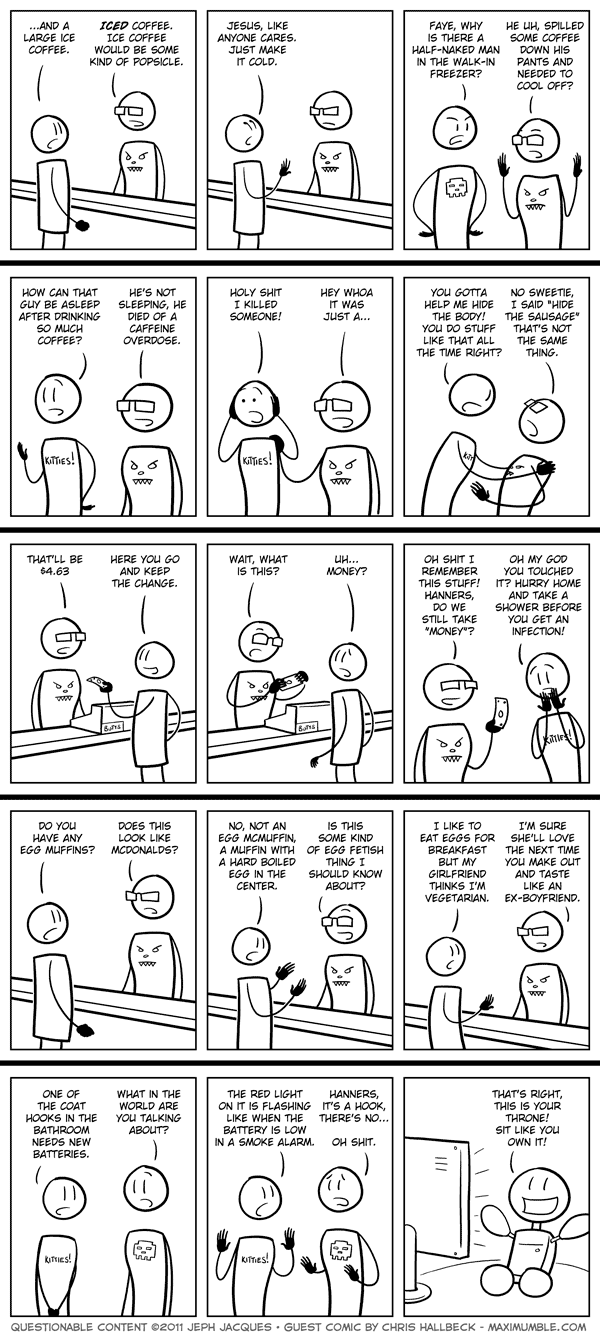 ...AND A
LARGE ICE
COFFEE.
ICED COFFEE.
ICE COFFEE
WOULD BE SOME
KIND OF POPSICLE.
JESUS, LIKE
ANYONE CARES.
JUST MAKE
IT COLD.
FAYE, WHY
IS THERE A
HALF-NAKED MAN
IN THE WALK-IN
FREEZER?
HE UH, SPILLED
SOME COFFEE
DOWN HIS
PANTS AND
NEEDED TO
COOL OFF?
HOW CAN THAT
GUY BE ASLEEP
AFTER DRINKING
SO MUCH
COFFEE?
HE'S NOT
SLEEPING, HE
DIED OF A
CAFFEINE
OVERDOSE.
KITTIES!
HOLY SHIT
I KILLED
SOMEONE!
HEY WHOA
IT WAS
JUST A...
KITTIES!
YOU GOTTA
HELP ME HIDE
THE BODY!
YOU DO STUFF
LIKE THAT ALL
THE TIME RIGHT?
NO SWEETIE,
I SAID "HIDE
THE SAUSAGE"
THAT'S NOT
THE SAME
THING.
KIT
THAT'LL BE
$4.63
HERE YOU GO
AND KEEP
THE CHANGE.
BUTTS
WAIT, WHAT
IS THIS?
UH...
MONEY?
BUTTS
OH SHIT I
REMEMBER
THIS STUFF!
HANNERS,
DO WE
STILL TAKE
"MONEY"?
OH MY GOD
YOU TOUCHED
IT? HURRY HOME
AND TAKE A
SHOWER BEFORE
YOU GET AN
INFECTION!
KITTIES!
DO YOU
HAVE ANY
EGG MUFFINS?
DOES THIS
LOOK LIKE
MCDONALDS?
NO, NOT AN
EGG MCMUFFIN,
A MUFFIN WITH
A HARD BOILED
EGG IN THE
CENTER.
IS THIS
SOME KIND
OF EGG FETISH
THING I
SHOULD KNOW
ABOUT?
I LIKE TO
EAT EGGS FOR
BREAKFAST
BUT MY
GIRLFRIEND
THINKS I'M
VEGETARIAN.
I'M SURE
SHE'LL LOVE
THE NEXT TIME
YOU MAKE OUT
AND TASTE
LIKE AN
EX-BOYFRIEND.
ONE OF
THE COAT
HOOKS IN THE
BATHROOM
NEEDS NEW
BATTERIES.
WHAT IN THE
WORLD ARE
YOU TALKING
ABOUT?
KITTIES!
THE RED LIGHT
ON IT IS FLASHING
LIKE WHEN THE
BATTERY IS LOW
IN A SMOKE ALARM.
HANNERS,
IT'S A HOOK,
THERE'S NO...
OH SHIT.
KITTIES!
THAT'S RIGHT,
THIS IS YOUR
THRONE!
SIT LIKE YOU
OWN IT!
QUESTIONABLE CONTENT ©2011 JEPH JACQUES • GUEST COMIC BY CHRIS HALLBECK - MAXIMUMBLE.COM